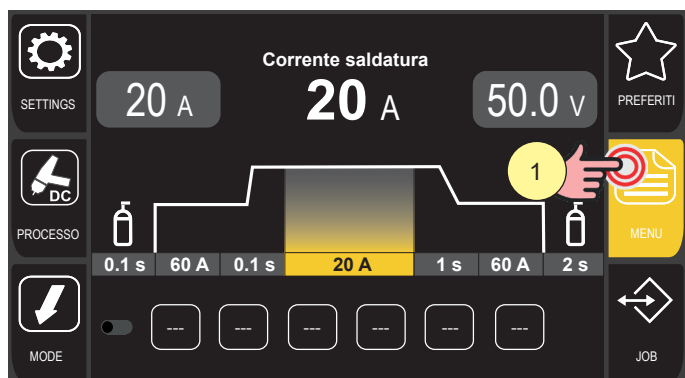 Corrente saldatura
SETTINGS
20 A
20 A
50.0 V
PREFERITI
1
DC
PROCESSO
MENU
0.1 s 60 A 0.1 s 20 A 1 s 60 A 2 s
--- --- --- --- --- ---
MODE
JOB